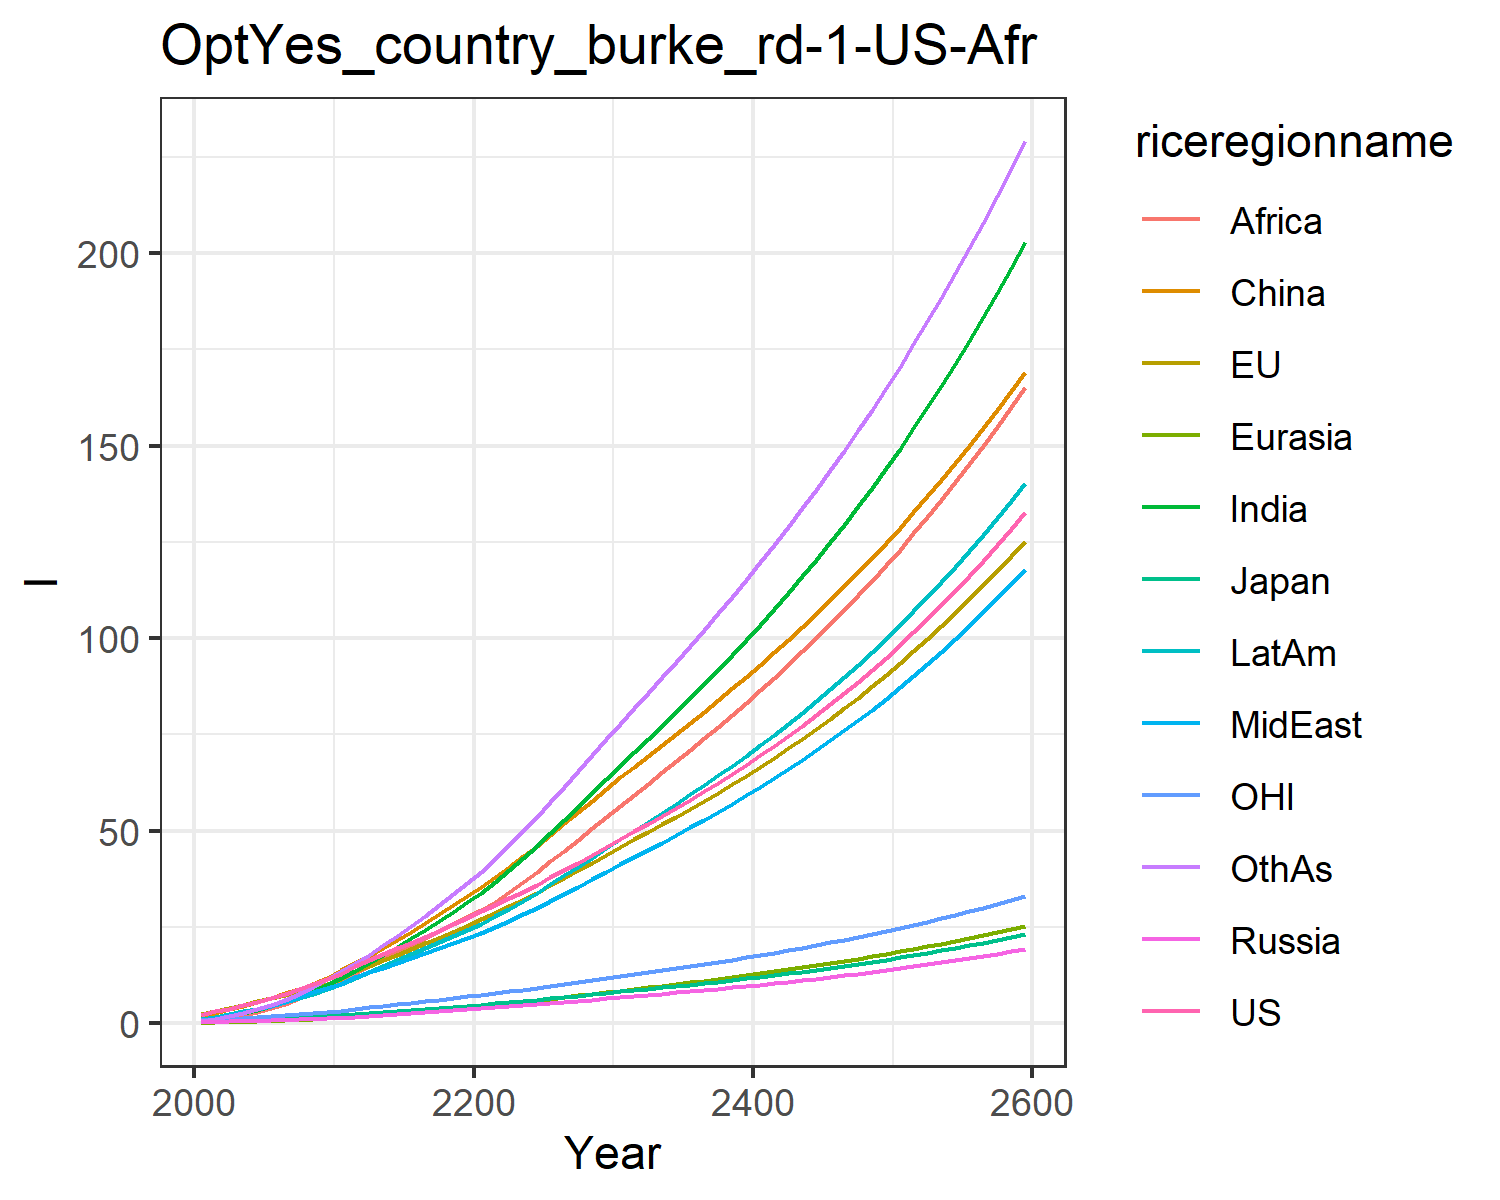 OptYes_country_burke_rd-1-US-Afr
200
150
100
50
0
I
2000 2200 2400 2600
Year
riceregionname
Africa
China
EU
Eurasia
India
Japan
LatAm
MidEast
OHI
OthAs
Russia
US